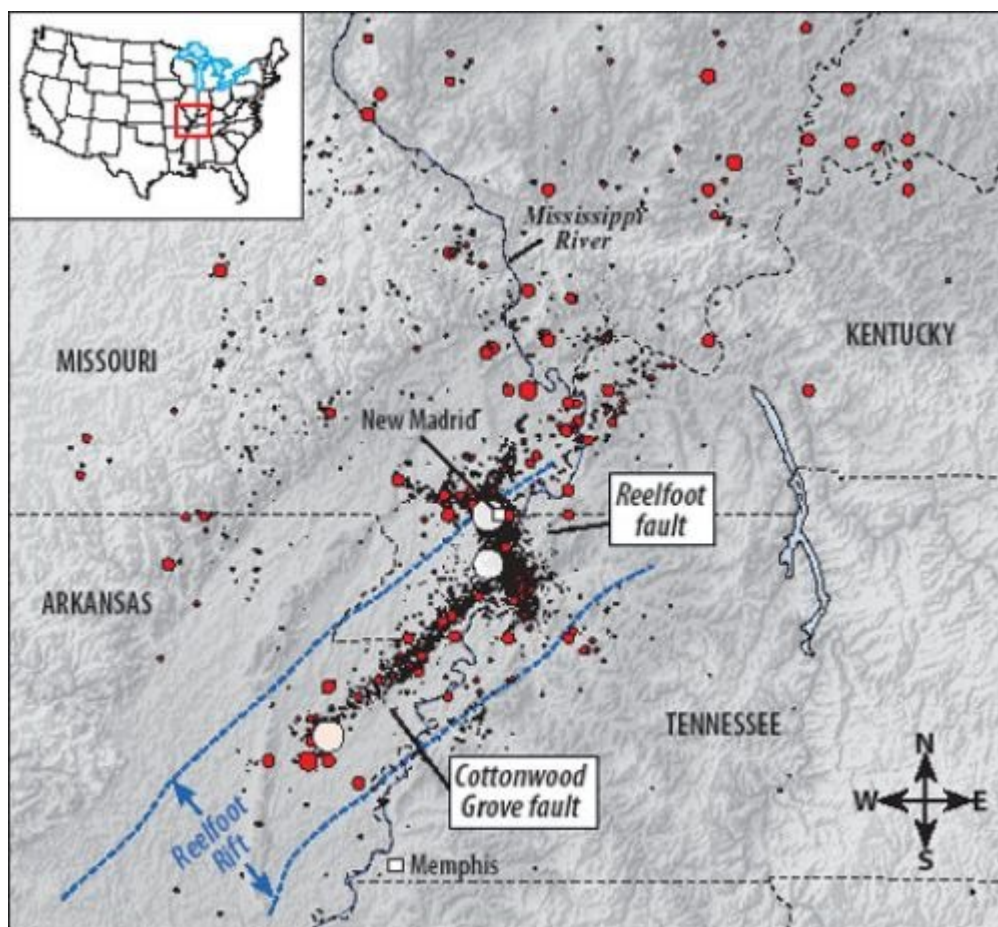 Mississippi
River
MISSOURI
KENTUCKY
New Madrid
Reelfoot
fault
ARKANSAS
TENNESSEE
Cottonwood
Grove fault
Reelfoot
Rift
Memphis
N
W
E
S